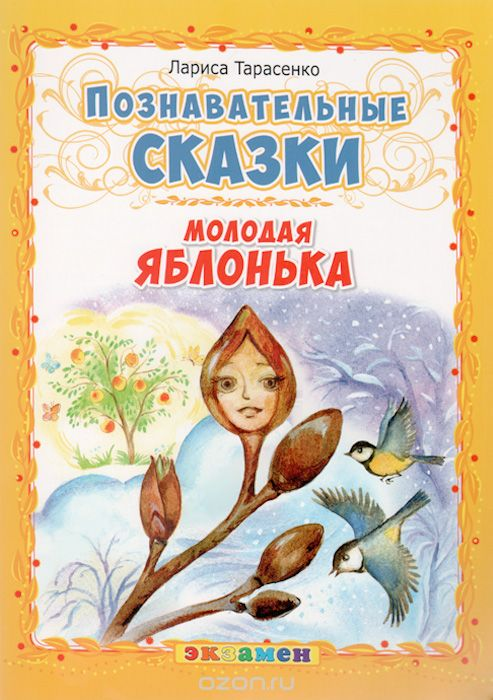 Лариса Тарасенко
Познавательные
сказки
молодая
яблонька
экзамен
ozon.ru